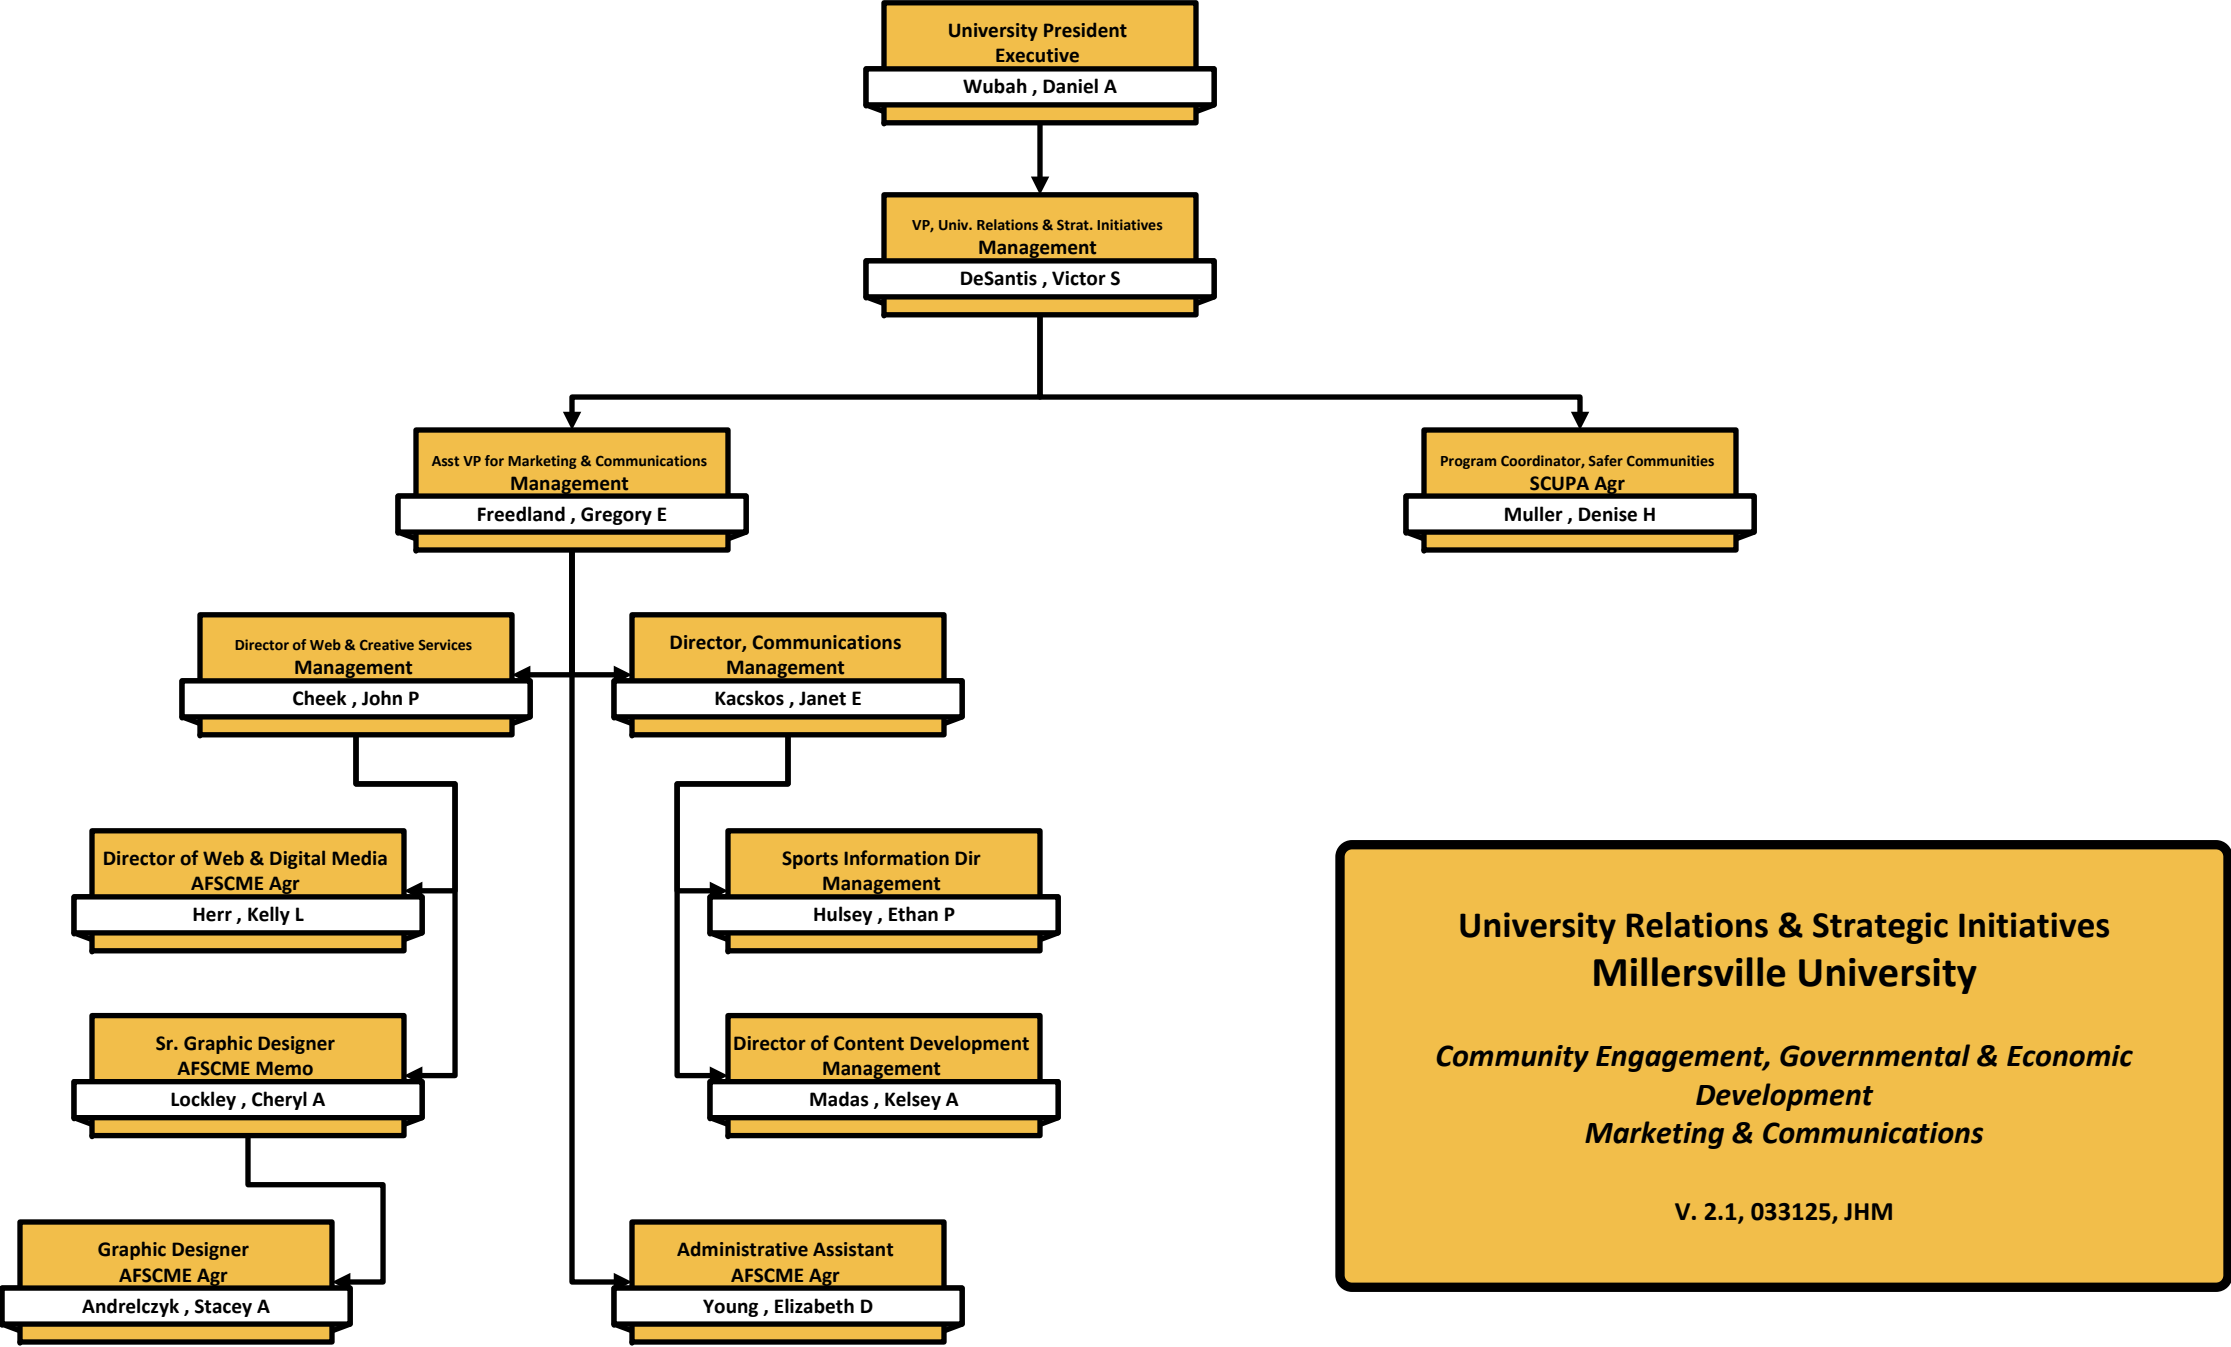 University President
Executive
Wubah , Daniel A
VP, Univ. Relations & Strat. Initiatives
Management
DeSantis , Victor S
Asst VP for Marketing & Communications
Management
Freedland , Gregory E
Program Coordinator, Safer Communities
SCUPA Agr
Muller , Denise H
Director of Web & Creative Services
Management
Cheek , John P
Director, Communications
Management
Kacskos , Janet E
Director of Web & Digital Media
AFSCME Agr
Herr , Kelly L
Sports Information Dir
Management
Hulsey , Ethan P
Sr. Graphic Designer
AFSCME Memo
Lockley , Cheryl A
Director of Content Development
Management
Madas , Kelsey A
Graphic Designer
AFSCME Agr
Andrelczyk , Stacey A
Administrative Assistant
AFSCME Agr
Young , Elizabeth D
University Relations & Strategic Initiatives
Millersville University
Community Engagement, Governmental & Economic
Development
Marketing & Communications
V. 2.1, 033125, JHM